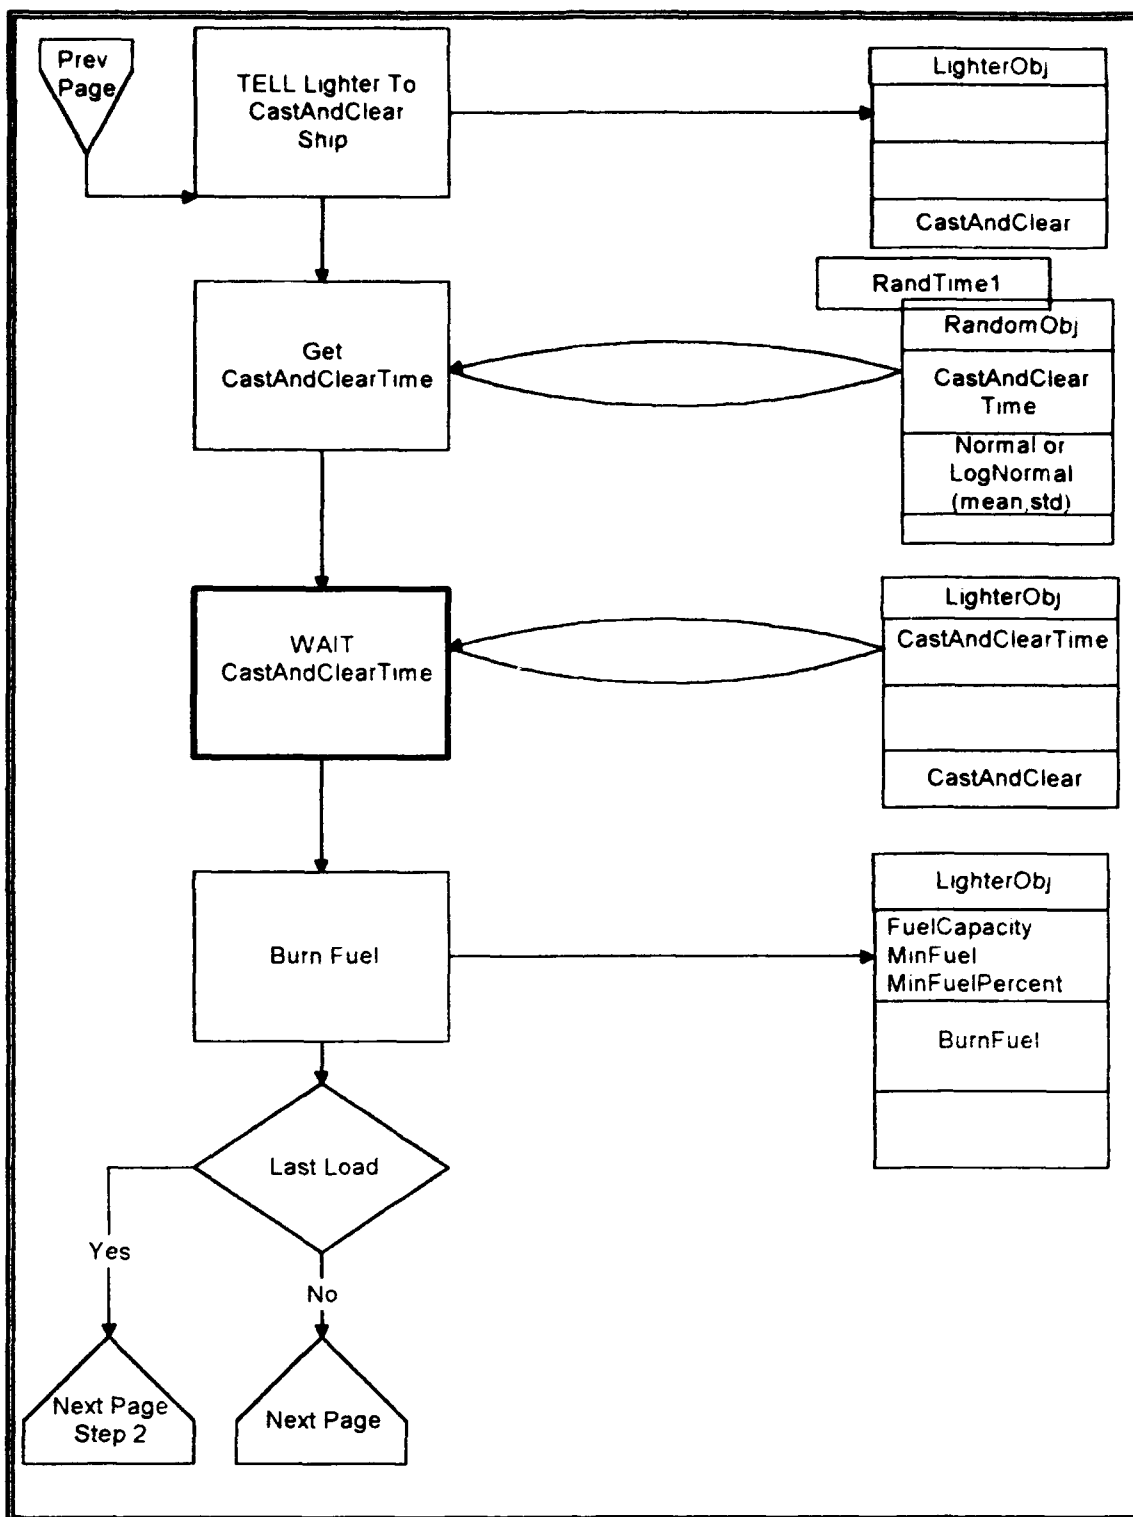 Prev
Page
TELL Lighter To
CastAndClear
Ship
LighterObj
CastAndClear
RandTime1
Get
CastAndClearTime
RandomObj
CastAndClear
Time
Normal or
LogNormal
(mean,std)
WAIT
CastAndClearTime
LighterObj
CastAndClearTime
CastAndClear
Burn Fuel
LighterObj
FuelCapacity
MinFuel
MinFuelPercent
BurnFuel
Last Load
Yes
No
Next Page
Step 2
Next Page